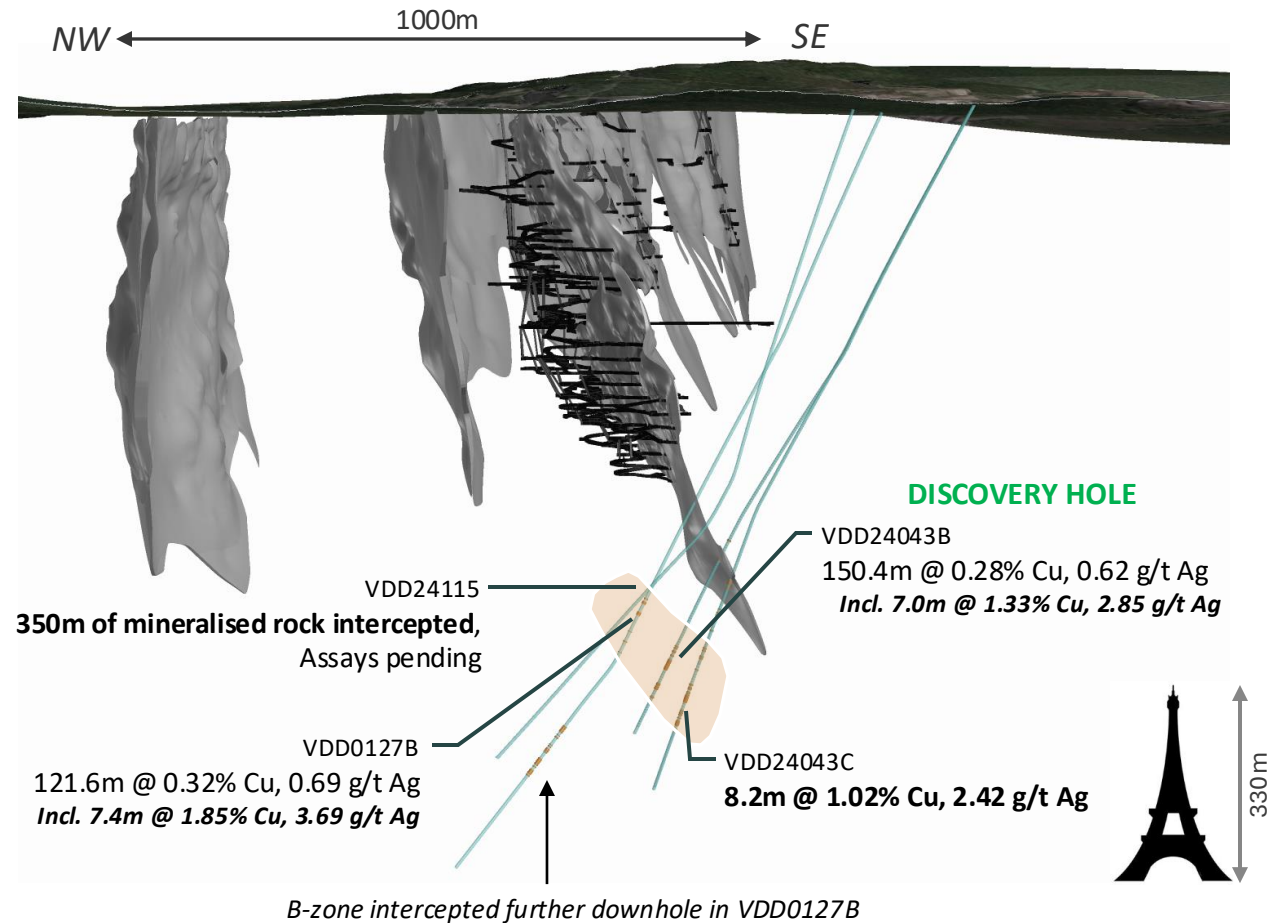 1000m
NW
SE
DISCOVERY HOLE
VDD24043B
150.4m @ 0.28% Cu, 0.62 g/t Ag
Incl. 7.0m @ 1.33% Cu, 2.85 g/t Ag
VDD24115
350m of mineralised rock intercepted,
Assays pending
VDD0127B
121.6m @ 0.32% Cu, 0.69 g/t Ag
Incl. 7.4m @ 1.85% Cu, 3.69 g/t Ag
VDD24043C
8.2m @ 1.02% Cu, 2.42 g/t Ag
330m
B-zone intercepted further downhole in VDD0127B